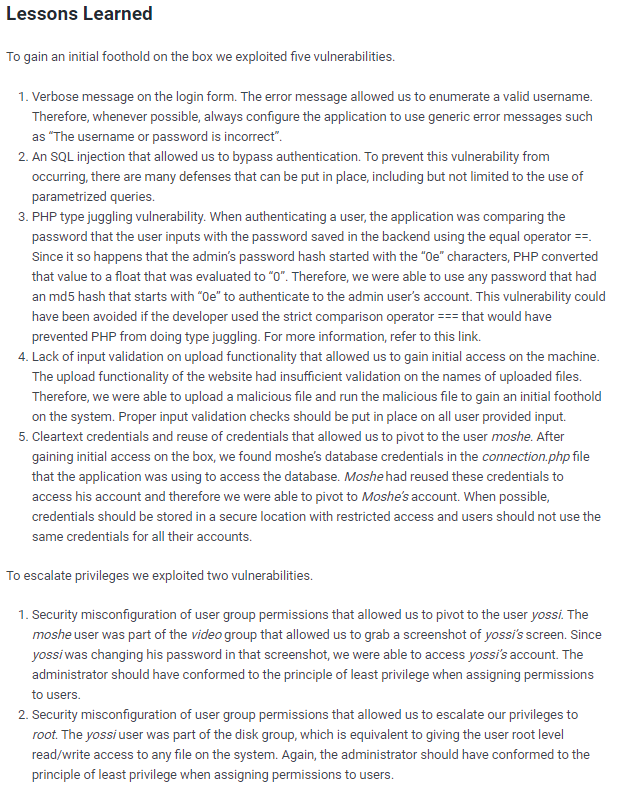 Lessons Learned
To gain an initial foothold on the box we exploited five vulnerabilities.
1. Verbose message on the login form. The error message allowed us to enumerate a valid username.
Therefore, whenever possible, always configure the application to use generic error messages such
as “The username or password is incorrect”.
2. An SQL injection that allowed us to bypass authentication. To prevent this vulnerability from
occurring, there are many defenses that can be put in place, including but not limited to the use of
parametrized queries.
3. PHP type juggling vulnerability. When authenticating a user, the application was comparing the
password that the user inputs with the password saved in the backend using the equal operator ==.
Since it so happens that the admin’s password hash started with the “0e” characters, PHP converted
that value to a float that was evaluated to “0”. Therefore, we were able to use any password that had
an md5 hash that starts with “0e” to authenticate to the admin user’s account. This vulnerability could
have been avoided if the developer used the strict comparison operator === that would have
prevented PHP from doing type juggling. For more information, refer to this link.
4. Lack of input validation on upload functionality that allowed us to gain initial access on the machine.
The upload functionality of the website had insufficient validation on the names of uploaded files.
Therefore, we were able to upload a malicious file and run the malicious file to gain an initial foothold
on the system. Proper input validation checks should be put in place on all user provided input.
5. Cleartext credentials and reuse of credentials that allowed us to pivot to the user moshe. After
gaining initial access on the box, we found moshe’s database credentials in the connection.php file
that the application was using to access the database. Moshe had reused these credentials to
access his account and therefore we were able to pivot to Moshe’s account. When possible,
credentials should be stored in a secure location with restricted access and users should not use the
same credentials for all their accounts.
To escalate privileges we exploited two vulnerabilities.
1. Security misconfiguration of user group permissions that allowed us to pivot to the user yossi. The
moshe user was part of the video group that allowed us to grab a screenshot of yossi’s screen. Since
yossi was changing his password in that screenshot, we were able to access yossi’s account. The
administrator should have conformed to the principle of least privilege when assigning permissions
to users.
2. Security misconfiguration of user group permissions that allowed us to escalate our privileges to
root. The yossi user was part of the disk group, which is equivalent to giving the user root level
read/write access to any file on the system. Again, the administrator should have conformed to the
principle of least privilege when assigning permissions to users.